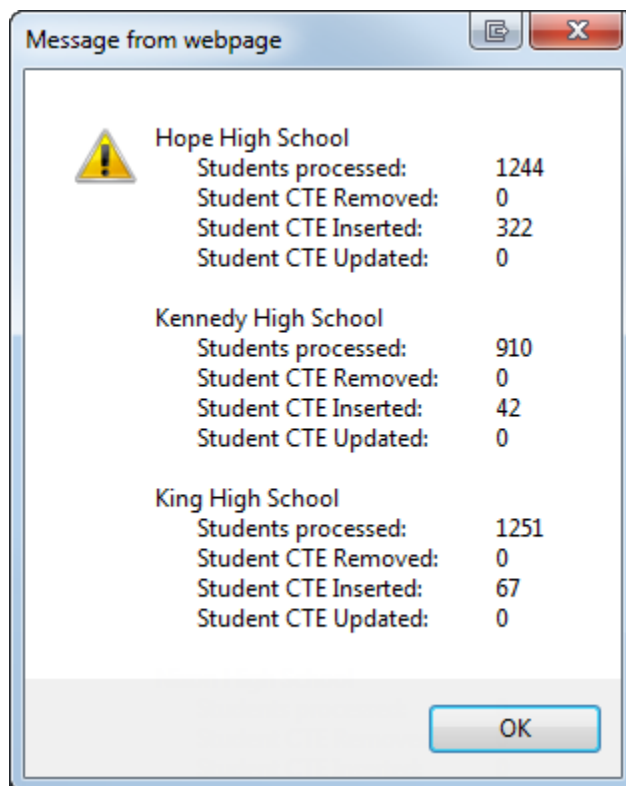 Message from webpage
Hope High School
Students processed: 1244
Student CTE Removed: 0
Student CTE Inserted: 322
Student CTE Updated: 0
Kennedy High School
Students processed: 910
Student CTE Removed: 0
Student CTE Inserted: 42
Student CTE Updated: 0
King High School
Students processed: 1251
Student CTE Removed: 0
Student CTE Inserted: 67
Student CTE Updated: 0
OK